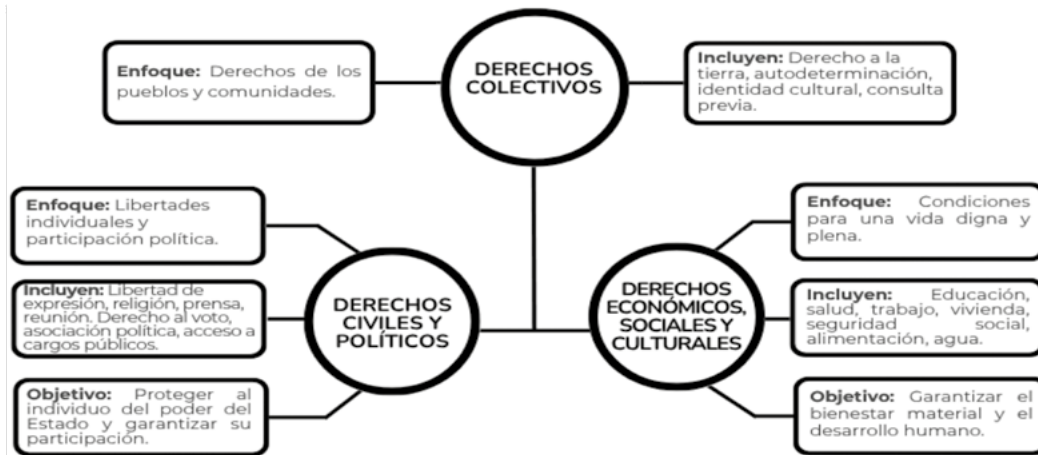 DERECHOS
COLECTIVOS
Enfoque: Derechos de los
pueblos y comunidades.
Incluyen: Derecho a la
tierra, autodeterminación,
identidad cultural, consulta
previa.
DERECHOS
CIVILES Y
POLÍTICOS
Enfoque: Libertades
individuales y
participación política.
Incluyen: Libertad de
expresión, religión, prensa,
reunión. Derecho al voto,
asociación política, acceso a
cargos públicos.
Objetivo: Proteger al
individuo del poder del
Estado y garantizar su
participación.
DERECHOS
ECONÓMICOS,
SOCIALES Y
CULTURALES
Enfoque: Condiciones
para una vida digna y
plena.
Incluyen: Educación,
salud, trabajo, vivienda,
seguridad social,
alimentación, agua.
Objetivo: Garantizar el
bienestar material y el
desarrollo humano.